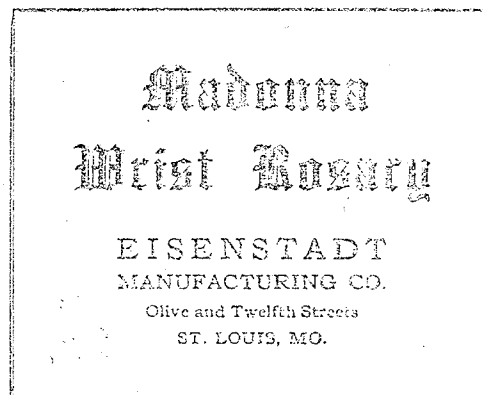 Madonna
Wrist Rosary
EISENSTADT
MANUFACTURING CO.
Olive and Twelfth Streets
ST. LOUIS, MO.